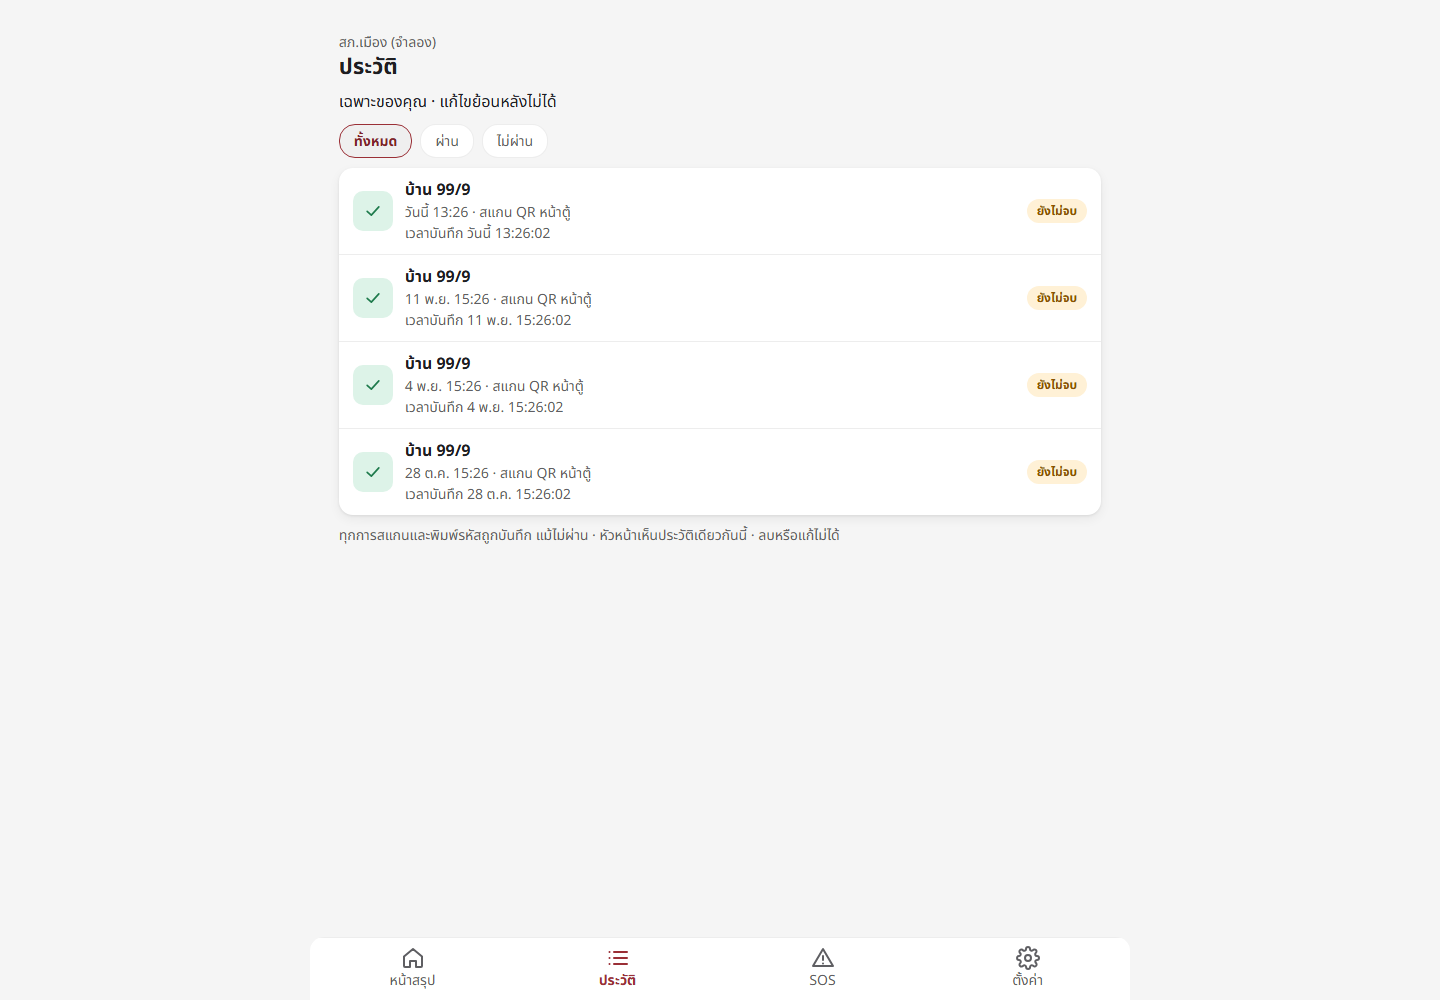 สภ.เมือง (จำลอง)
ประวัติ
เฉพาะของคุณ · แก้ไขย้อนหลังไม่ได้
ทั้งหมด
ผ่าน
ไม่ผ่าน
บ้าน 99/9
วันนี้ 13:26 · สแกน QR หน้าตู้
เวลาบันทึก วันนี้ 13:26:02
ยังไม่จบ
บ้าน 99/9
11 พ.ย. 15:26 · สแกน QR หน้าตู้
เวลาบันทึก 11 พ.ย. 15:26:02
ยังไม่จบ
บ้าน 99/9
4 พ.ย. 15:26 · สแกน QR หน้าตู้
เวลาบันทึก 4 พ.ย. 15:26:02
ยังไม่จบ
บ้าน 99/9
28 ต.ค. 15:26 · สแกน QR หน้าตู้
เวลาบันทึก 28 ต.ค. 15:26:02
ยังไม่จบ
ทุกการสแกนและพิมพ์รหัสถูกบันทึก แม้ไม่ผ่าน · หัวหน้าเห็นประวัติเดียวกันนี้ · ลบหรือแก้ไม่ได้
หน้าสรุป
ประวัติ
SOS
ตั้งค่า